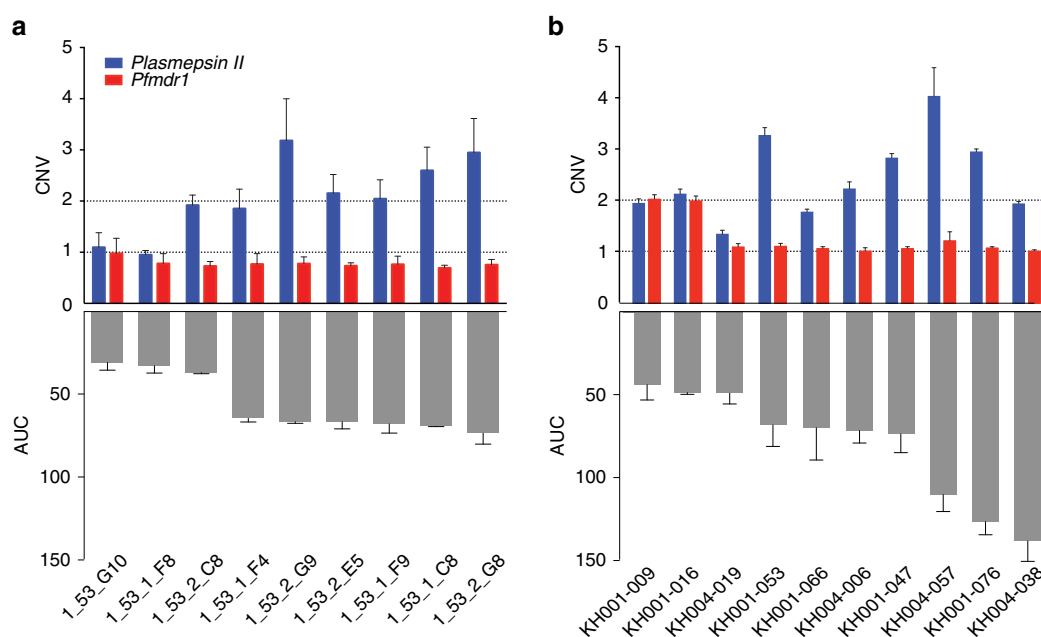 a
b
5
4
3
2
1
0
CNV
Plasmepsin II
Pfmdr1
50
100
150
AUC
1_53_G10
1_53_1_F8
1_53_2_C8
1_53_1_F4
1_53_2_G9
1_53_2_E5
1_53_1_F9
1_53_1_C8
1_53_2_G8
5
4
3
2
1
0
CNV
50
100
150
AUC
KH001-009
KH001-016
KH004-019
KH001-053
KH001-066
KH004-006
KH001-047
KH004-057
KH001-076
KH004-038